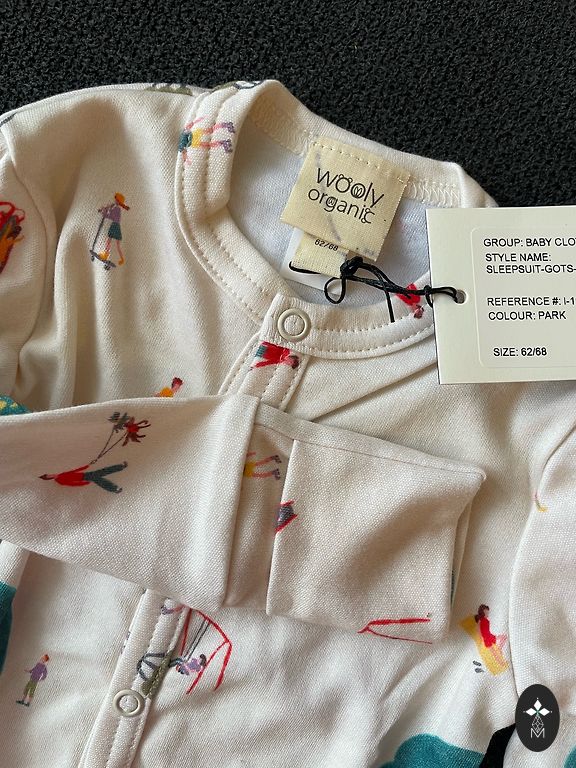 wooly
organic
62/68
GROUP: BABY CLO
STYLE NAME:
SLEEPSUIT-GOTS-
REFERENCE #: I-1
COLOUR: PARK
SIZE: 62/68
M